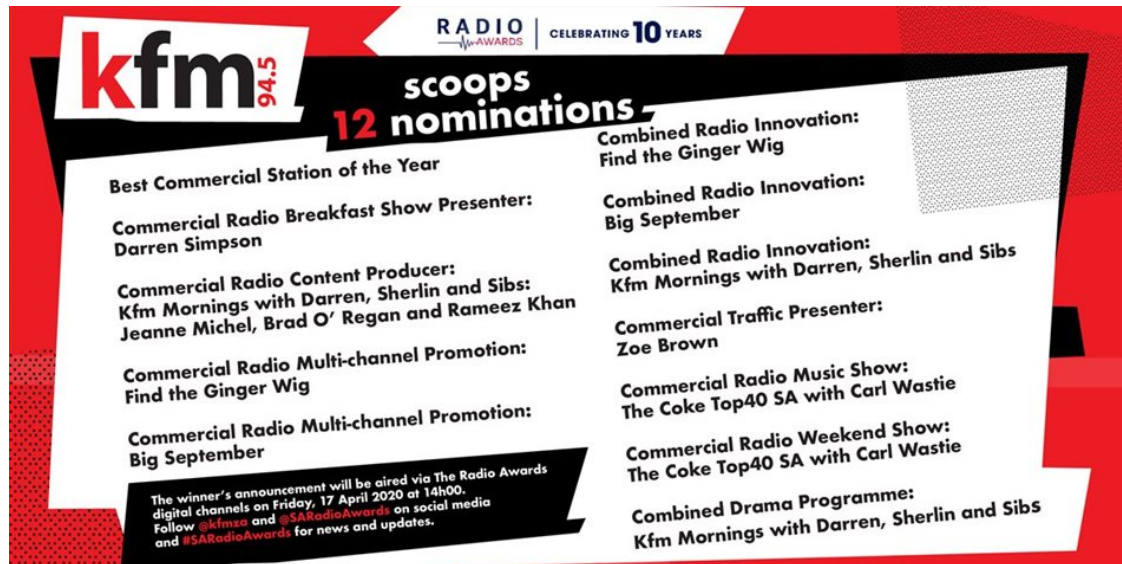 kfm 94.5
RADIO AWARDS
CELEBRATING 10 YEARS
scoops
12 nominations
Best Commercial Station of the Year
Commercial Radio Breakfast Show Presenter:
Darren Simpson
Commercial Radio Content Producer:
Kfm Mornings with Darren, Sherlin and Sibs:
Jeanne Michel, Brad O’ Regan and Rameez Khan
Commercial Radio Multi-channel Promotion:
Find the Ginger Wig
Commercial Radio Multi-channel Promotion:
Big September
The winner’s announcement will be aired via The Radio Awards
digital channels on Friday, 17 April 2020 at 14h00.
Follow @kfmza and @SARadioAwards on social media
and #SARadioAwards for news and updates.
Combined Radio Innovation:
Find the Ginger Wig
Combined Radio Innovation:
Big September
Combined Radio Innovation:
Kfm Mornings with Darren, Sherlin and Sibs
Commercial Traffic Presenter:
Zoe Brown
Commercial Radio Music Show:
The Coke Top40 SA with Carl Wastie
Commercial Radio Weekend Show:
The Coke Top40 SA with Carl Wastie
Combined Drama Programme:
Kfm Mornings with Darren, Sherlin and Sibs